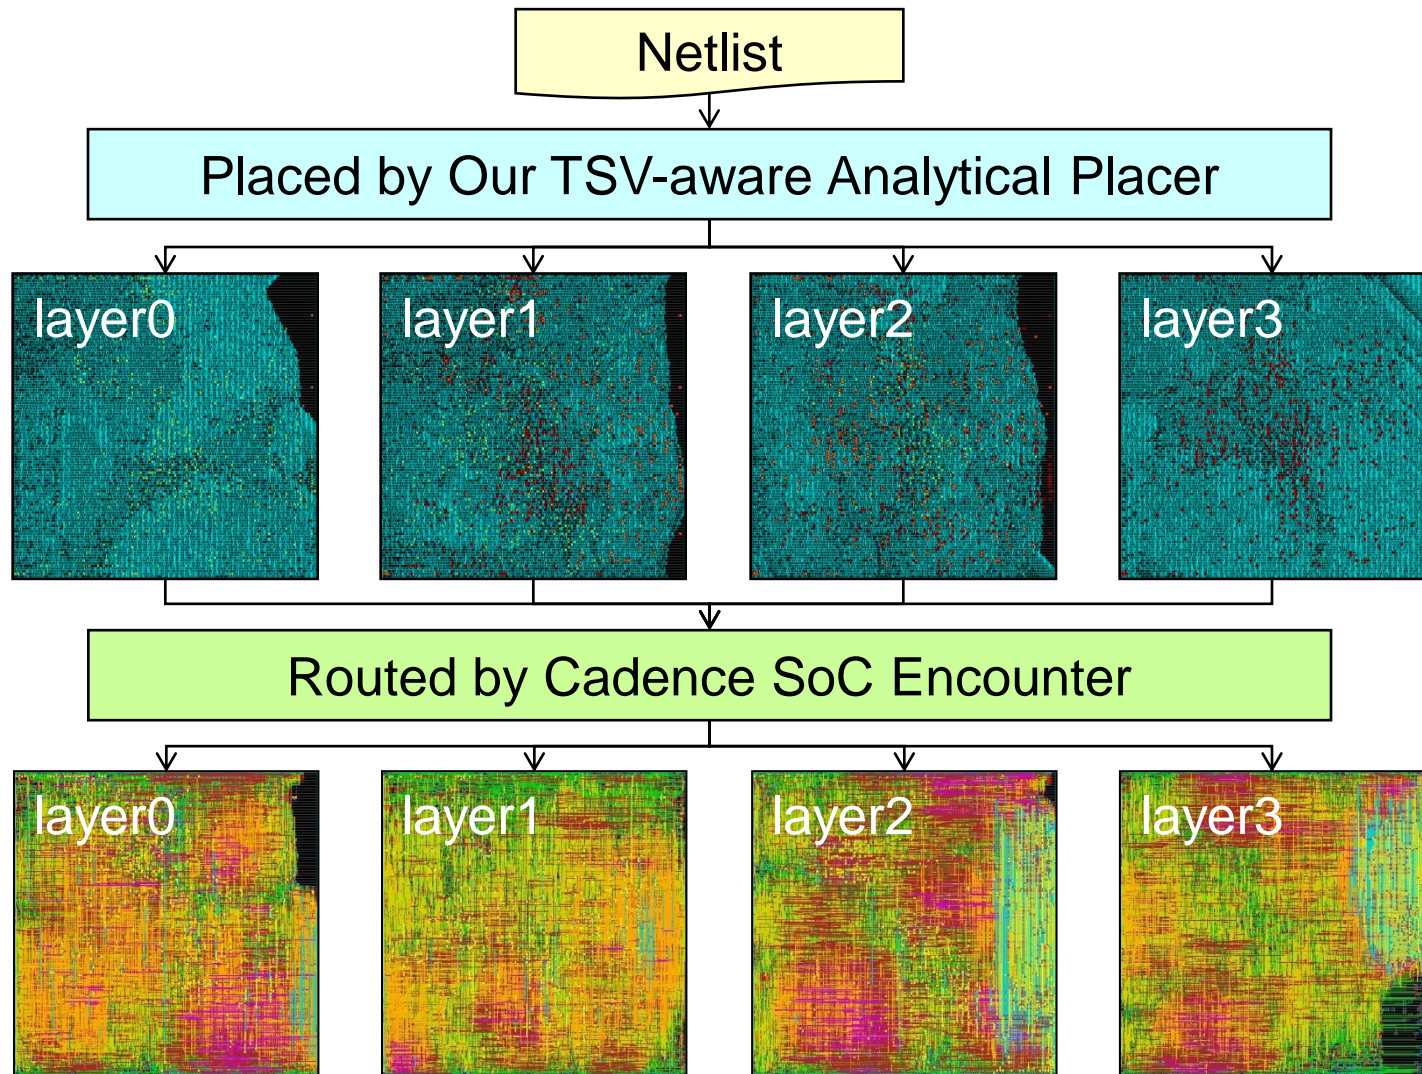 Netlist
Placed by Our TSV-aware Analytical Placer
layer0
layer1
layer2
layer3
Routed by Cadence SoC Encounter
layer0
layer1
layer2
layer3